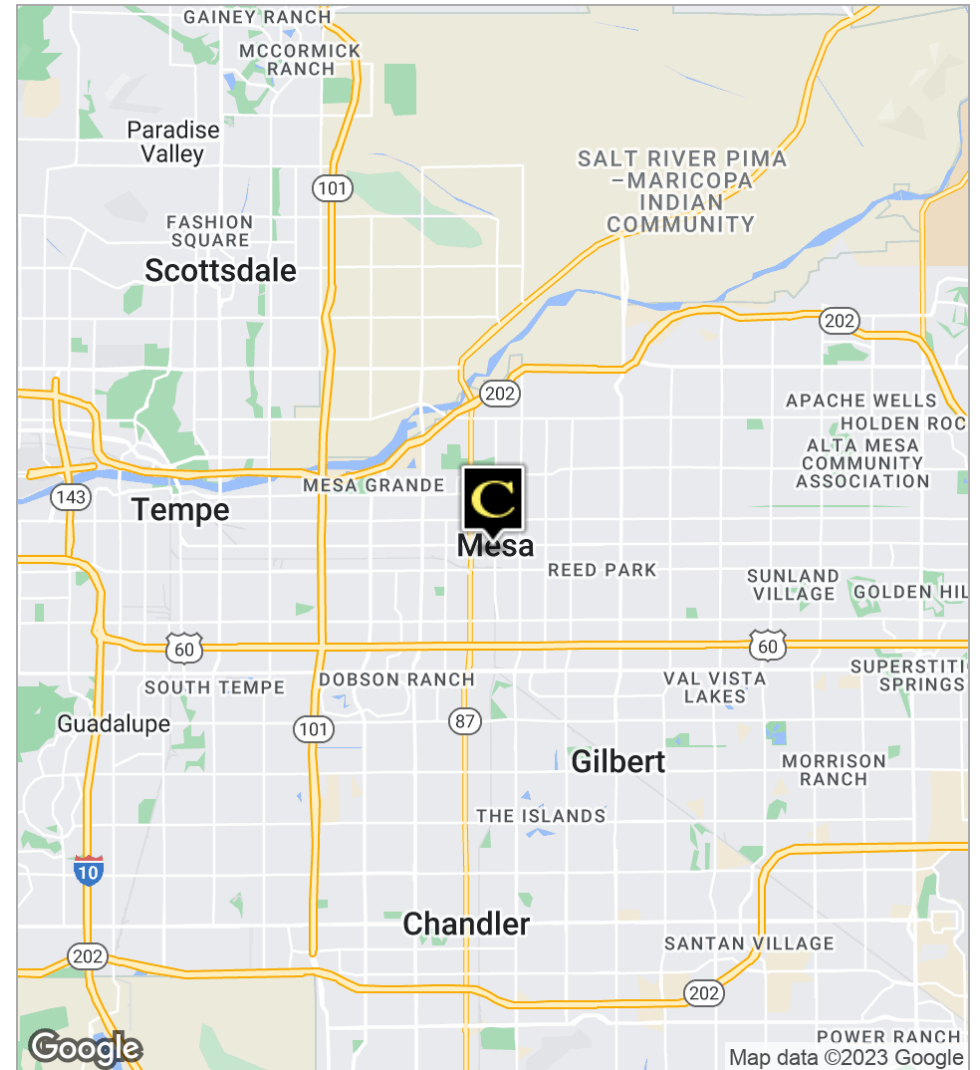 GAINEY RANCH
MCCORMICK
RANCH
Paradise
Valley
SALT RIVER PIMA
–MARICOPA
INDIAN
COMMUNITY
101
FASHION
SQUARE
Scottsdale
202
202
APACHE WELLS
HOLDEN ROC
ALTA MESA
COMMUNITY
ASSOCIATION
MESA GRANDE
C
143
Tempe
Mesa
REED PARK
SUNLAND
VILLAGE
GOLDEN HIL
60
60
SOUTH TEMPE
DOBSON RANCH
VAL VISTA
LAKES
SUPERSTITI
SPRINGS
Guadalupe
101
87
Gilbert
MORRISON
RANCH
THE ISLANDS
10
Chandler
SANTAN VILLAGE
202
202
POWER RANCH
Google
Map data ©2023 Google